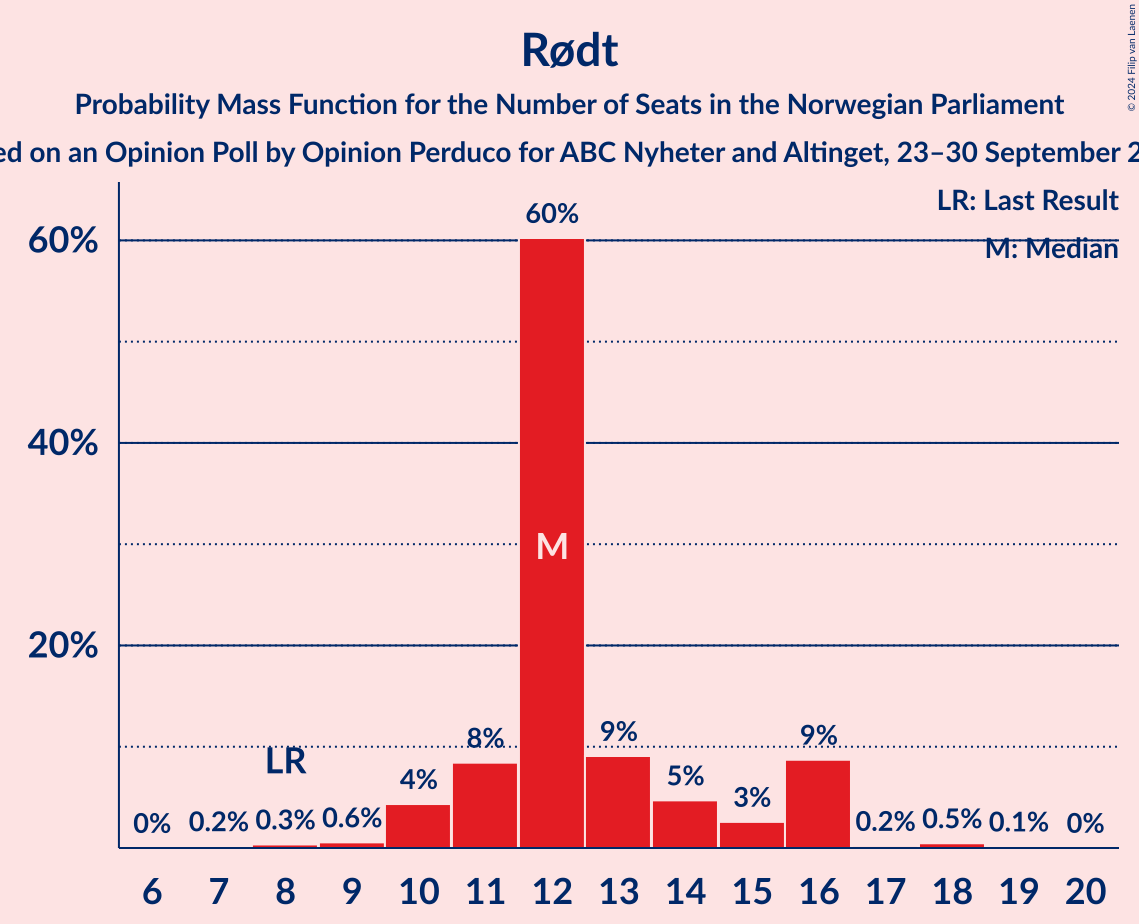 Rødt
Probability Mass Function for the Number of Seats in the Norwegian Parliament
ed on an Opinion Poll by Opinion Perduco for ABC Nyheter and Altinget, 23–30 September 2
© 2024 Filip van Laenen
LR: Last Result
M: Median
60%
40%
20%
0%
0.2%
0.3%
0.6%
4%
8%
60%
9%
5%
3%
9%
0.2%
0.5%
0.1%
0%
LR
M
6 7 8 9 10 11 12 13 14 15 16 17 18 19 20